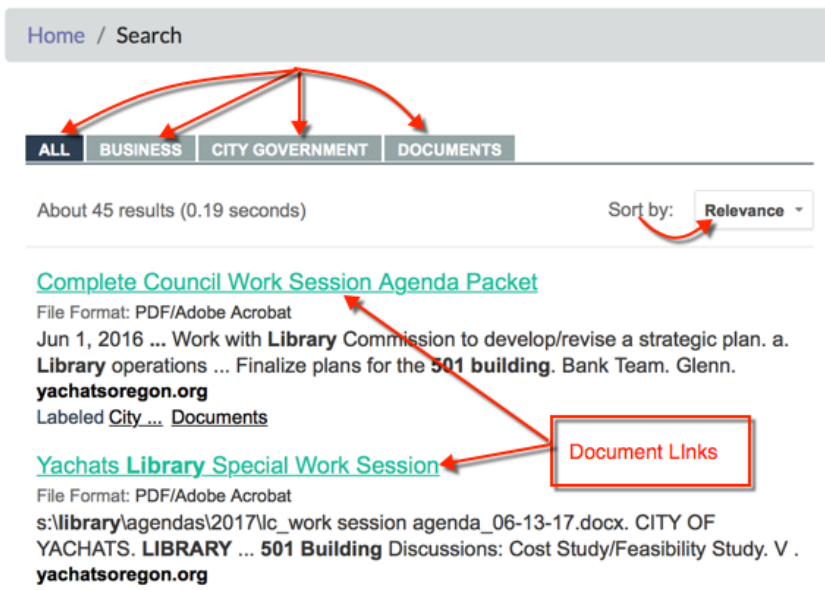 Home / Search
ALL BUSINESS CITY GOVERNMENT DOCUMENTS
About 45 results (0.19 seconds) Sort by: Relevance
Complete Council Work Session Agenda Packet
File Format: PDF/Adobe Acrobat
Jun 1, 2016 ... Work with Library Commission to develop/revise a strategic plan. a.
Library operations ... Finalize plans for the 501 building. Bank Team. Glenn.
yachatsoregon.org
Labeled City ... Documents
Document LInks
Yachats Library Special Work Session
File Format: PDF/Adobe Acrobat
s:\library\agendas\2017\lc_work session agenda_06-13-17.docx. CITY OF
YACHATS. LIBRARY ... 501 Building Discussions: Cost Study/Feasibility Study. V .
yachatsoregon.org